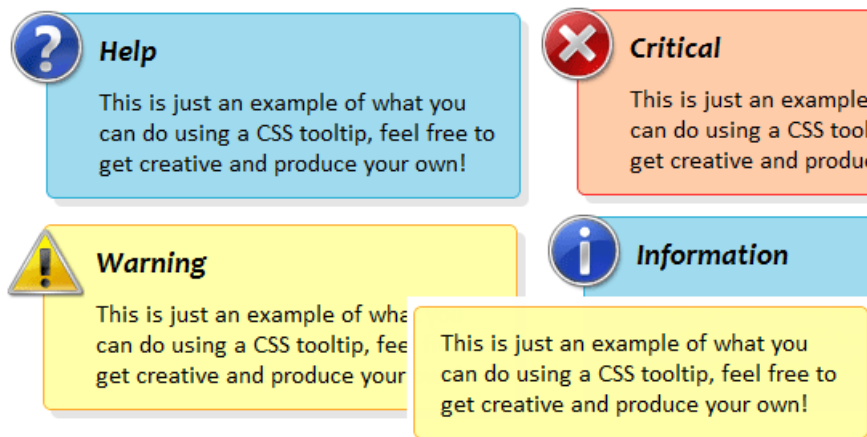 Help
This is just an example of what you
can do using a CSS tooltip, feel free to
get creative and produce your own!
Critical
This is just an example
can do using a CSS
get creative and
Warning
This is just an example of
can do using a CSS tooltip,
get creative and produce your
Information
This is just an example of what you
can do using a CSS tooltip, feel free to
get creative and produce your own!